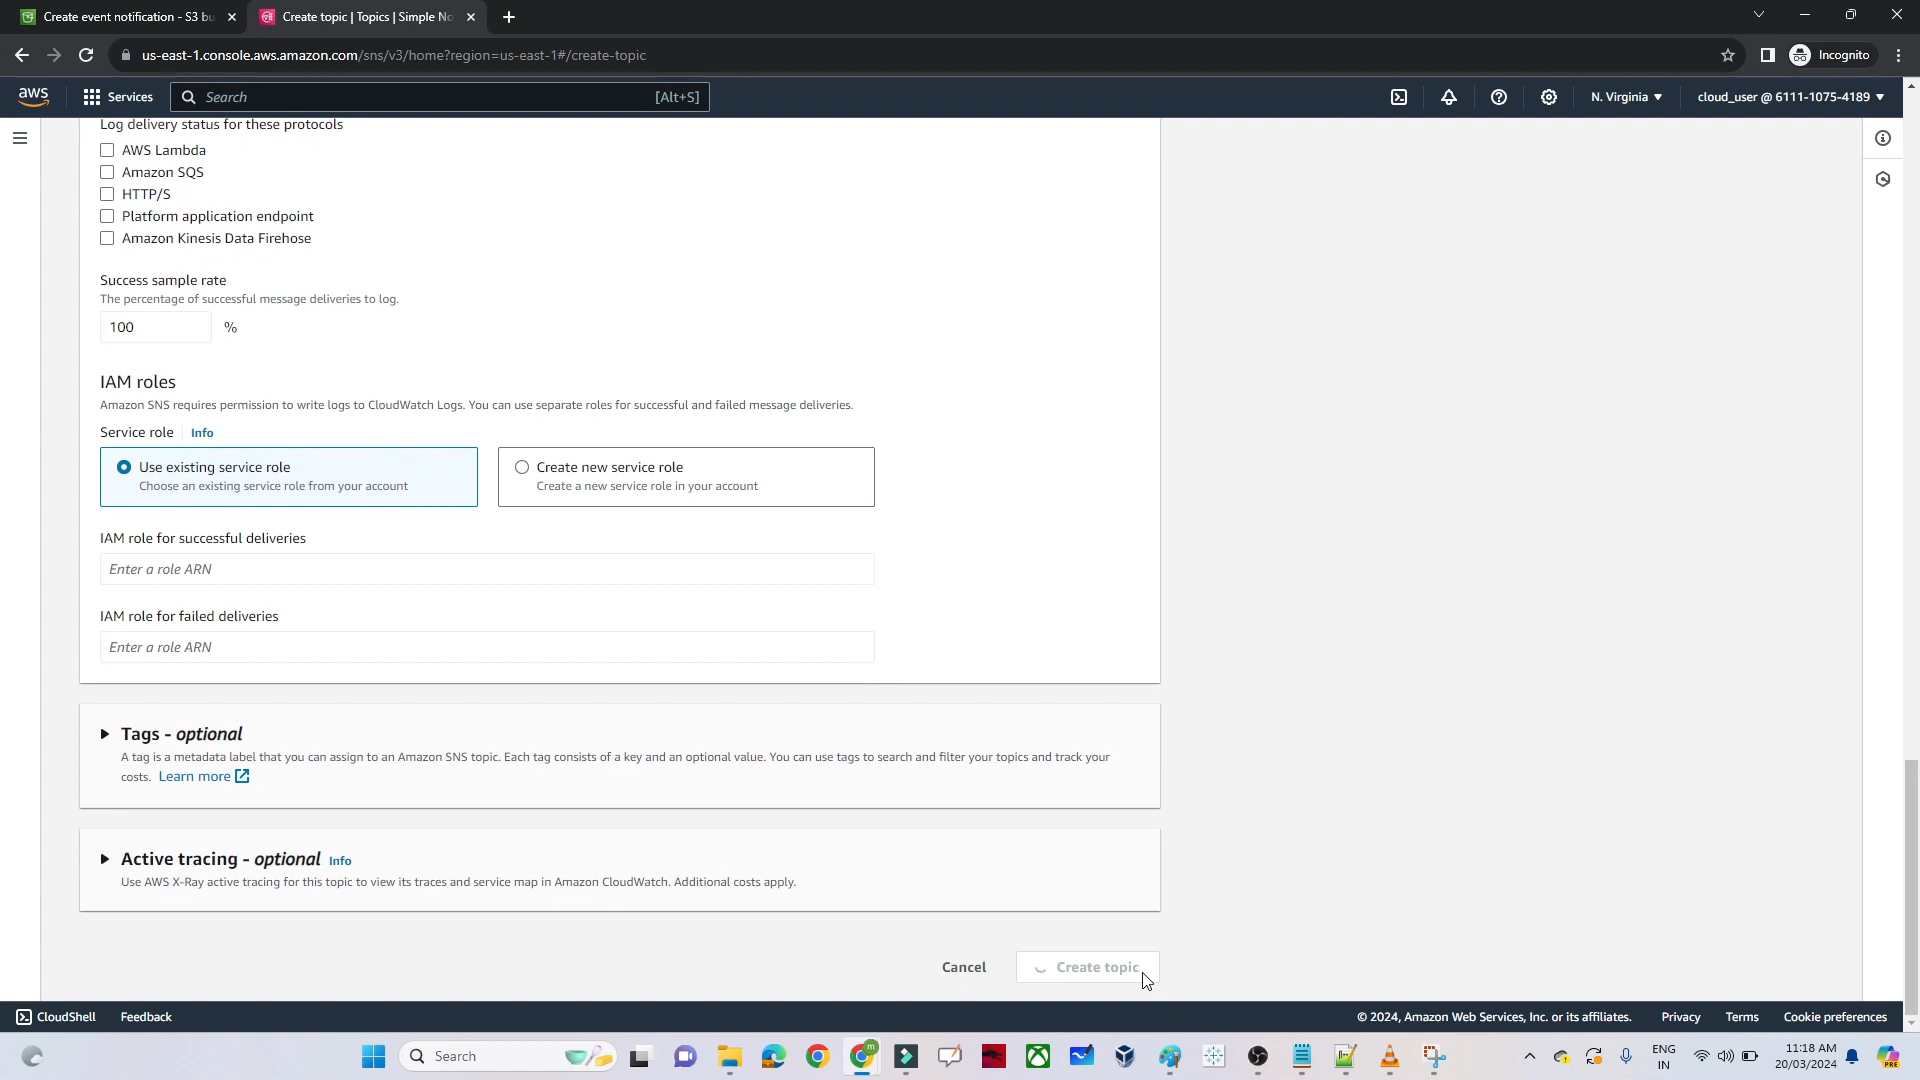 Create event notification - S3 bu
Create topic | Topics | Simple No
us-east-1.console.aws.amazon.com/sns/v3/home?region=us-east-1#/create-topic
Incognito
aws
Services
Search
[Alt+S]
N. Virginia
cloud_user @ 6111-1075-4189
Log delivery status for these protocols
AWS Lambda
Amazon SQS
HTTP/S
Platform application endpoint
Amazon Kinesis Data Firehose
Success sample rate
The percentage of successful message deliveries to log.
100 %
IAM roles
Amazon SNS requires permission to write logs to CloudWatch Logs. You can use separate roles for successful and failed message deliveries.
Service role Info
Use existing service role
Choose an existing service role from your account
Create new service role
Create a new service role in your account
IAM role for successful deliveries
Enter a role ARN
IAM role for failed deliveries
Enter a role ARN
Tags - optional
A tag is a metadata label that you can assign to an Amazon SNS topic. Each tag consists of a key and an optional value. You can use tags to search and filter your topics and track your
costs. Learn more
Active tracing - optional Info
Use AWS X-Ray active tracing for this topic to view its traces and service map in Amazon CloudWatch. Additional costs apply.
Cancel
Create topic
CloudShell
Feedback
© 2024, Amazon Web Services, Inc. or its affiliates.
Privacy
Terms
Cookie preferences
Search
ENG
IN
11:18 AM
20/03/2024
PRE